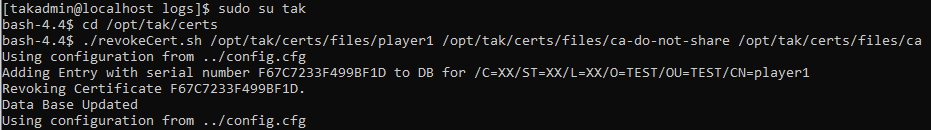 [takadmin@localhost logs]$ sudo su tak
bash-4.4$ cd /opt/tak/certs
bash-4.4$ ./revokeCert.sh /opt/tak/certs/files/player1 /opt/tak/certs/files/ca-do-not-share /opt/tak/certs/files/ca
Using configuration from ../config.cfg
Adding Entry with serial number F67C7233F499BF1D to DB for /C=XX/ST=XX/L=XX/O=TEST/OU=TEST/CN=player1
Revoking Certificate F67C7233F499BF1D.
Data Base Updated
Using configuration from ../config.cfg